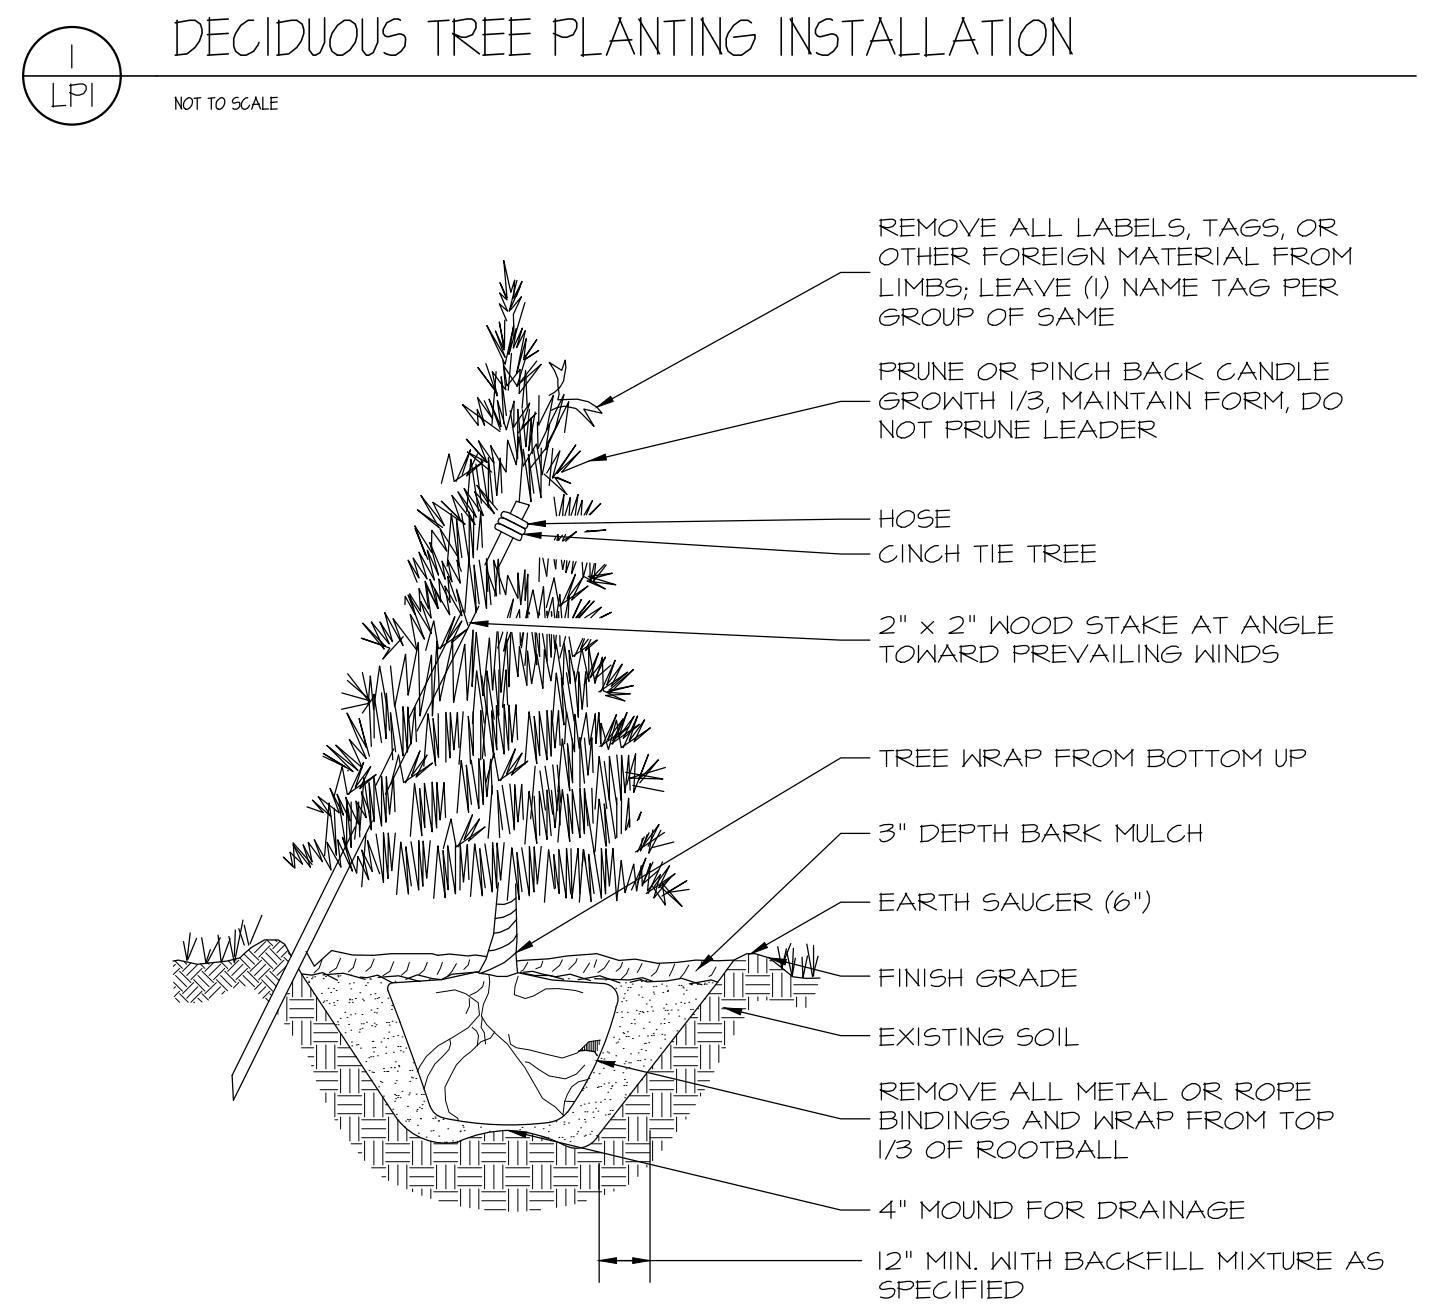 1
LP1
DECIDUOUS TREE PLANTING INSTALLATION
NOT TO SCALE
REMOVE ALL LABELS, TAGS, OR
OTHER FOREIGN MATERIAL FROM
LIMBS; LEAVE (1) NAME TAG PER
GROUP OF SAME
PRUNE OR PINCH BACK CANDLE
GROWTH 1/3, MAINTAIN FORM, DO
NOT PRUNE LEADER
HOSE
CINCH TIE TREE
2" x 2" WOOD STAKE AT ANGLE
TOWARD PREVAILING WINDS
TREE WRAP FROM BOTTOM UP
3" DEPTH BARK MULCH
EARTH SAUCER (6")
FINISH GRADE
EXISTING SOIL
REMOVE ALL METAL OR ROPE
BINDINGS AND WRAP FROM TOP
1/3 OF ROOTBALL
4" MOUND FOR DRAINAGE
12" MIN. WITH BACKFILL MIXTURE AS
SPECIFIED